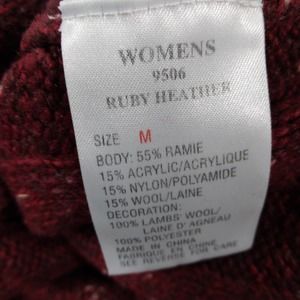 WOMENS
9506
RUBY HEATHER
SIZE M
BODY: 55% RAMIE
15% ACRYLIC/ACRYLIQUE
15% NYLON/POLYAMIDE
15% WOOL/LAINE
DECORATION:
100% LAMBS' WOOL/
LAINE D'AGNEAU
100% POLYESTER
MADE IN CHINA
FABRIQUE EN CHINE
SEE REVERSE FOR CARE